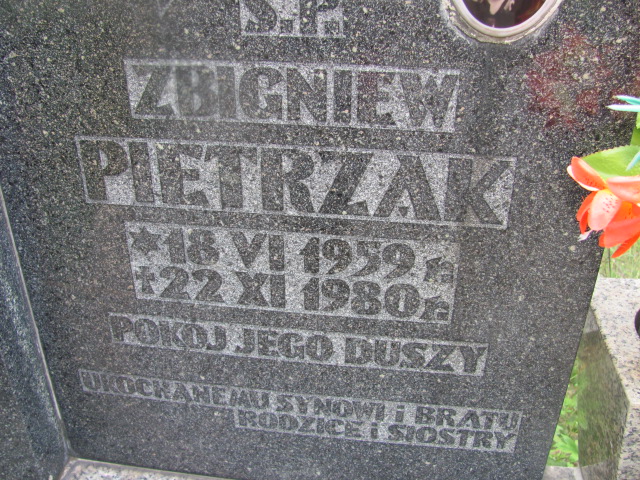 Ś.P.
ZBIGNIEW
PIETRZAK
* 18 VI 1959 r.
† 22 XI 1980 r.
POKÓJ JEGO DUSZY
UKOCHANEMU SYNOWI i BRATU
RODZICE i SIOSTRY